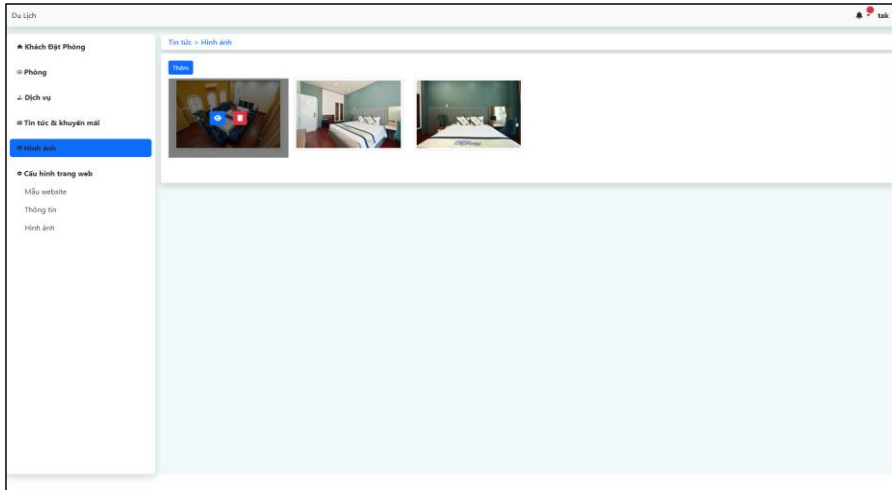 Du Lịch
tak
Khách Đặt Phòng
Phòng
Dịch vụ
Tin tức & khuyến mãi
Hình ảnh
Cấu hình trang web
Mẫu website
Thông tin
Hình ảnh
Tin tức > Hình ảnh
Thêm